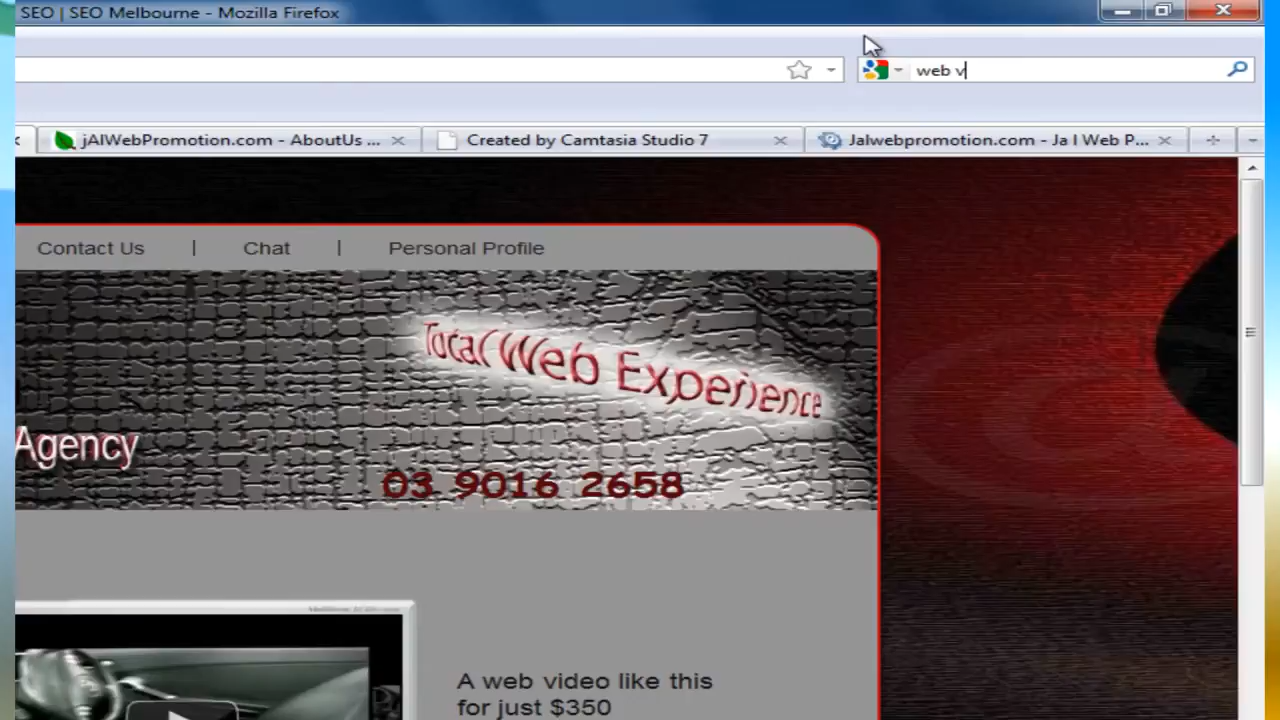 SEO | SEO Melbourne - Mozilla Firefox
web v
jAIWebPromotion.com - AboutUs ...
Created by Camtasia Studio 7
Jalwebpromotion.com - Ja I Web P...
Contact Us | Chat | Personal Profile
Total Web Experience
Agency
03 9016 2658
A web video like this
for just $350